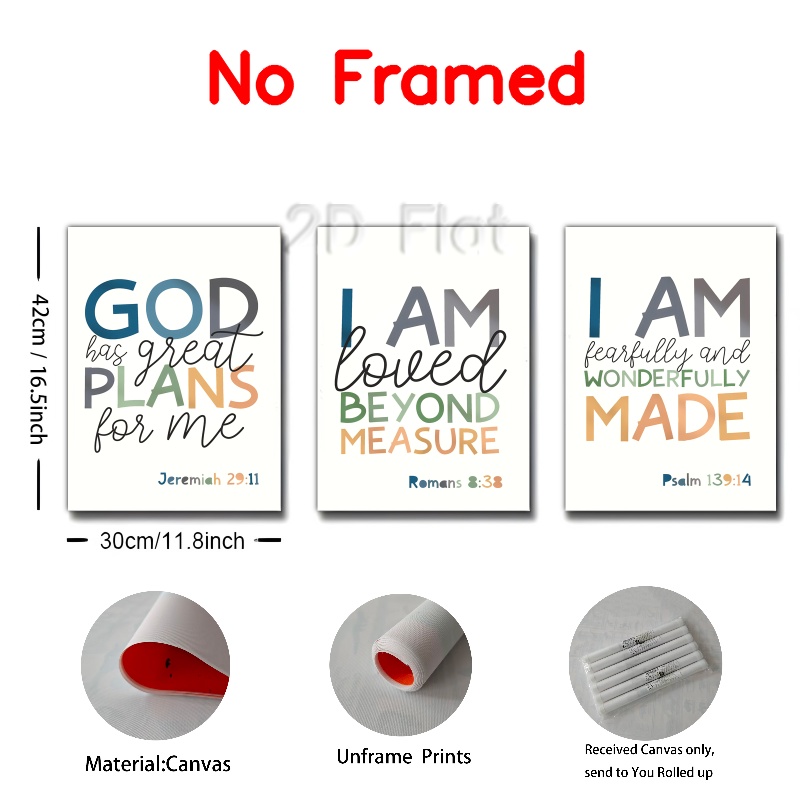 No Framed
2D Flat
42cm / 16.5inch
GOD
has great
PLANS
for me
Jeremiah 29:11
I AM
loved
BEYOND
MEASURE
Romans 8:38
I AM
fearfully and
WONDERFULLY
MADE
Psalm 139:14
30cm/11.8inch
Material:Canvas
Unframe Prints
Received Canvas only,
send to You Rolled up